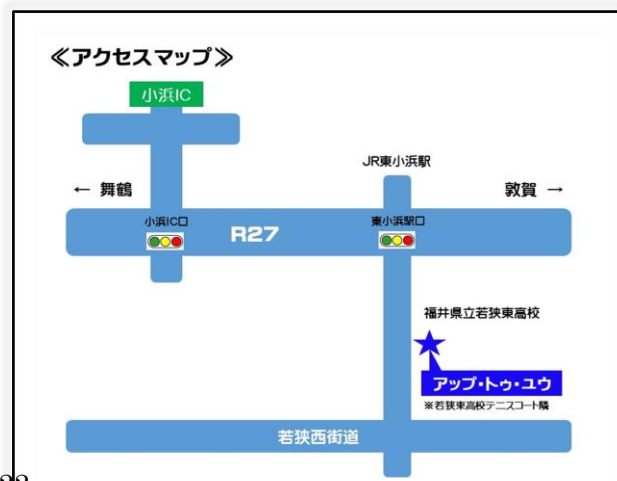 ≪アクセスマップ≫
小浜IC
JR東小浜駅
← 舞鶴
敦賀 →
小浜IC口
R27
東小浜駅口
福井県立若狭東高校
アップ・トゥ・ユウ
※若狭東高校テニスコート隣
若狭西街道